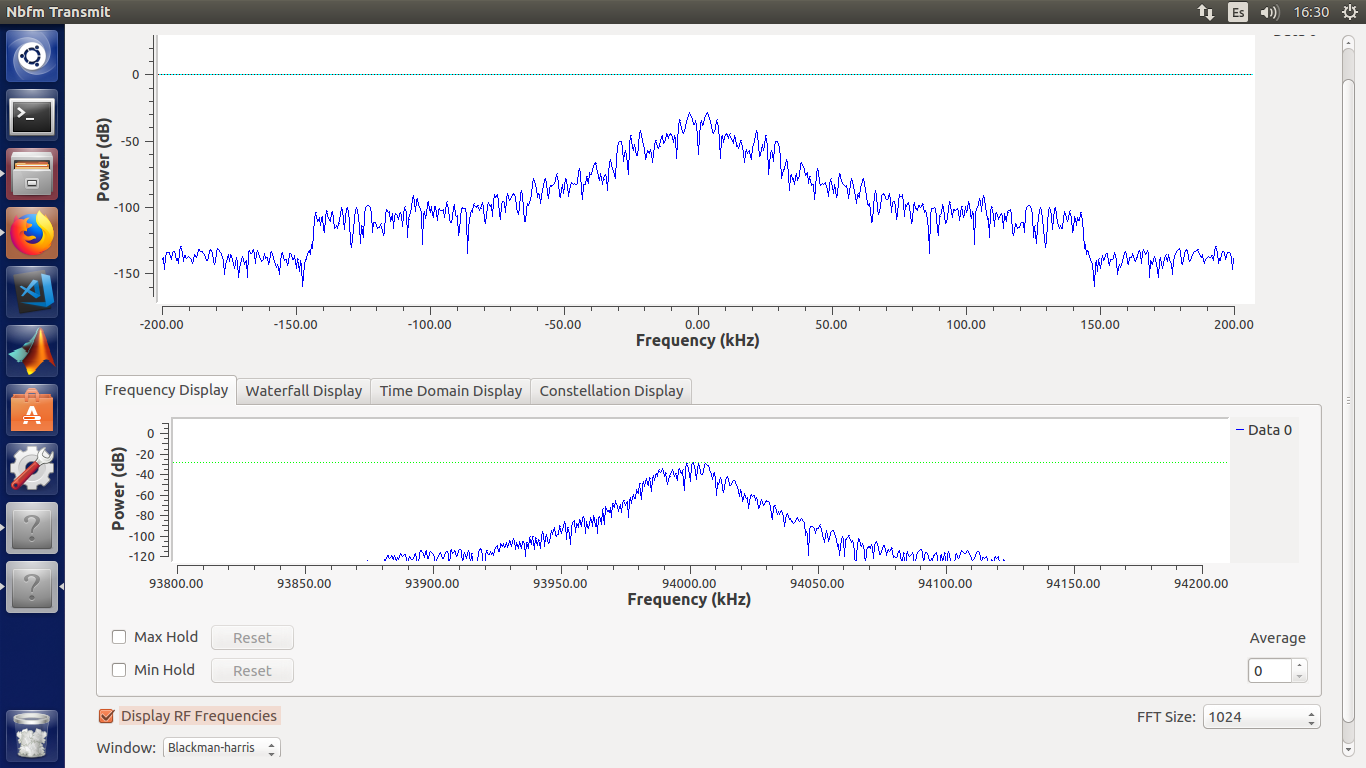 Nbfm Transmit
Es
16:30
0
-50
-100
-150
Power (dB)
-200.00 -150.00 -100.00 -50.00 0.00 50.00 100.00 150.00 200.00
Frequency (kHz)
Frequency Display Waterfall Display Time Domain Display Constellation Display
Data 0
0
-20
-40
-60
-80
-100
-120
Power (dB)
93800.00 93850.00 93900.00 93950.00 94000.00 94050.00 94100.00 94150.00 94200.00
Frequency (kHz)
Max Hold Reset Average
Min Hold Reset 0
Display RF Frequencies FFT Size: 1024
Window: Blackman-harris